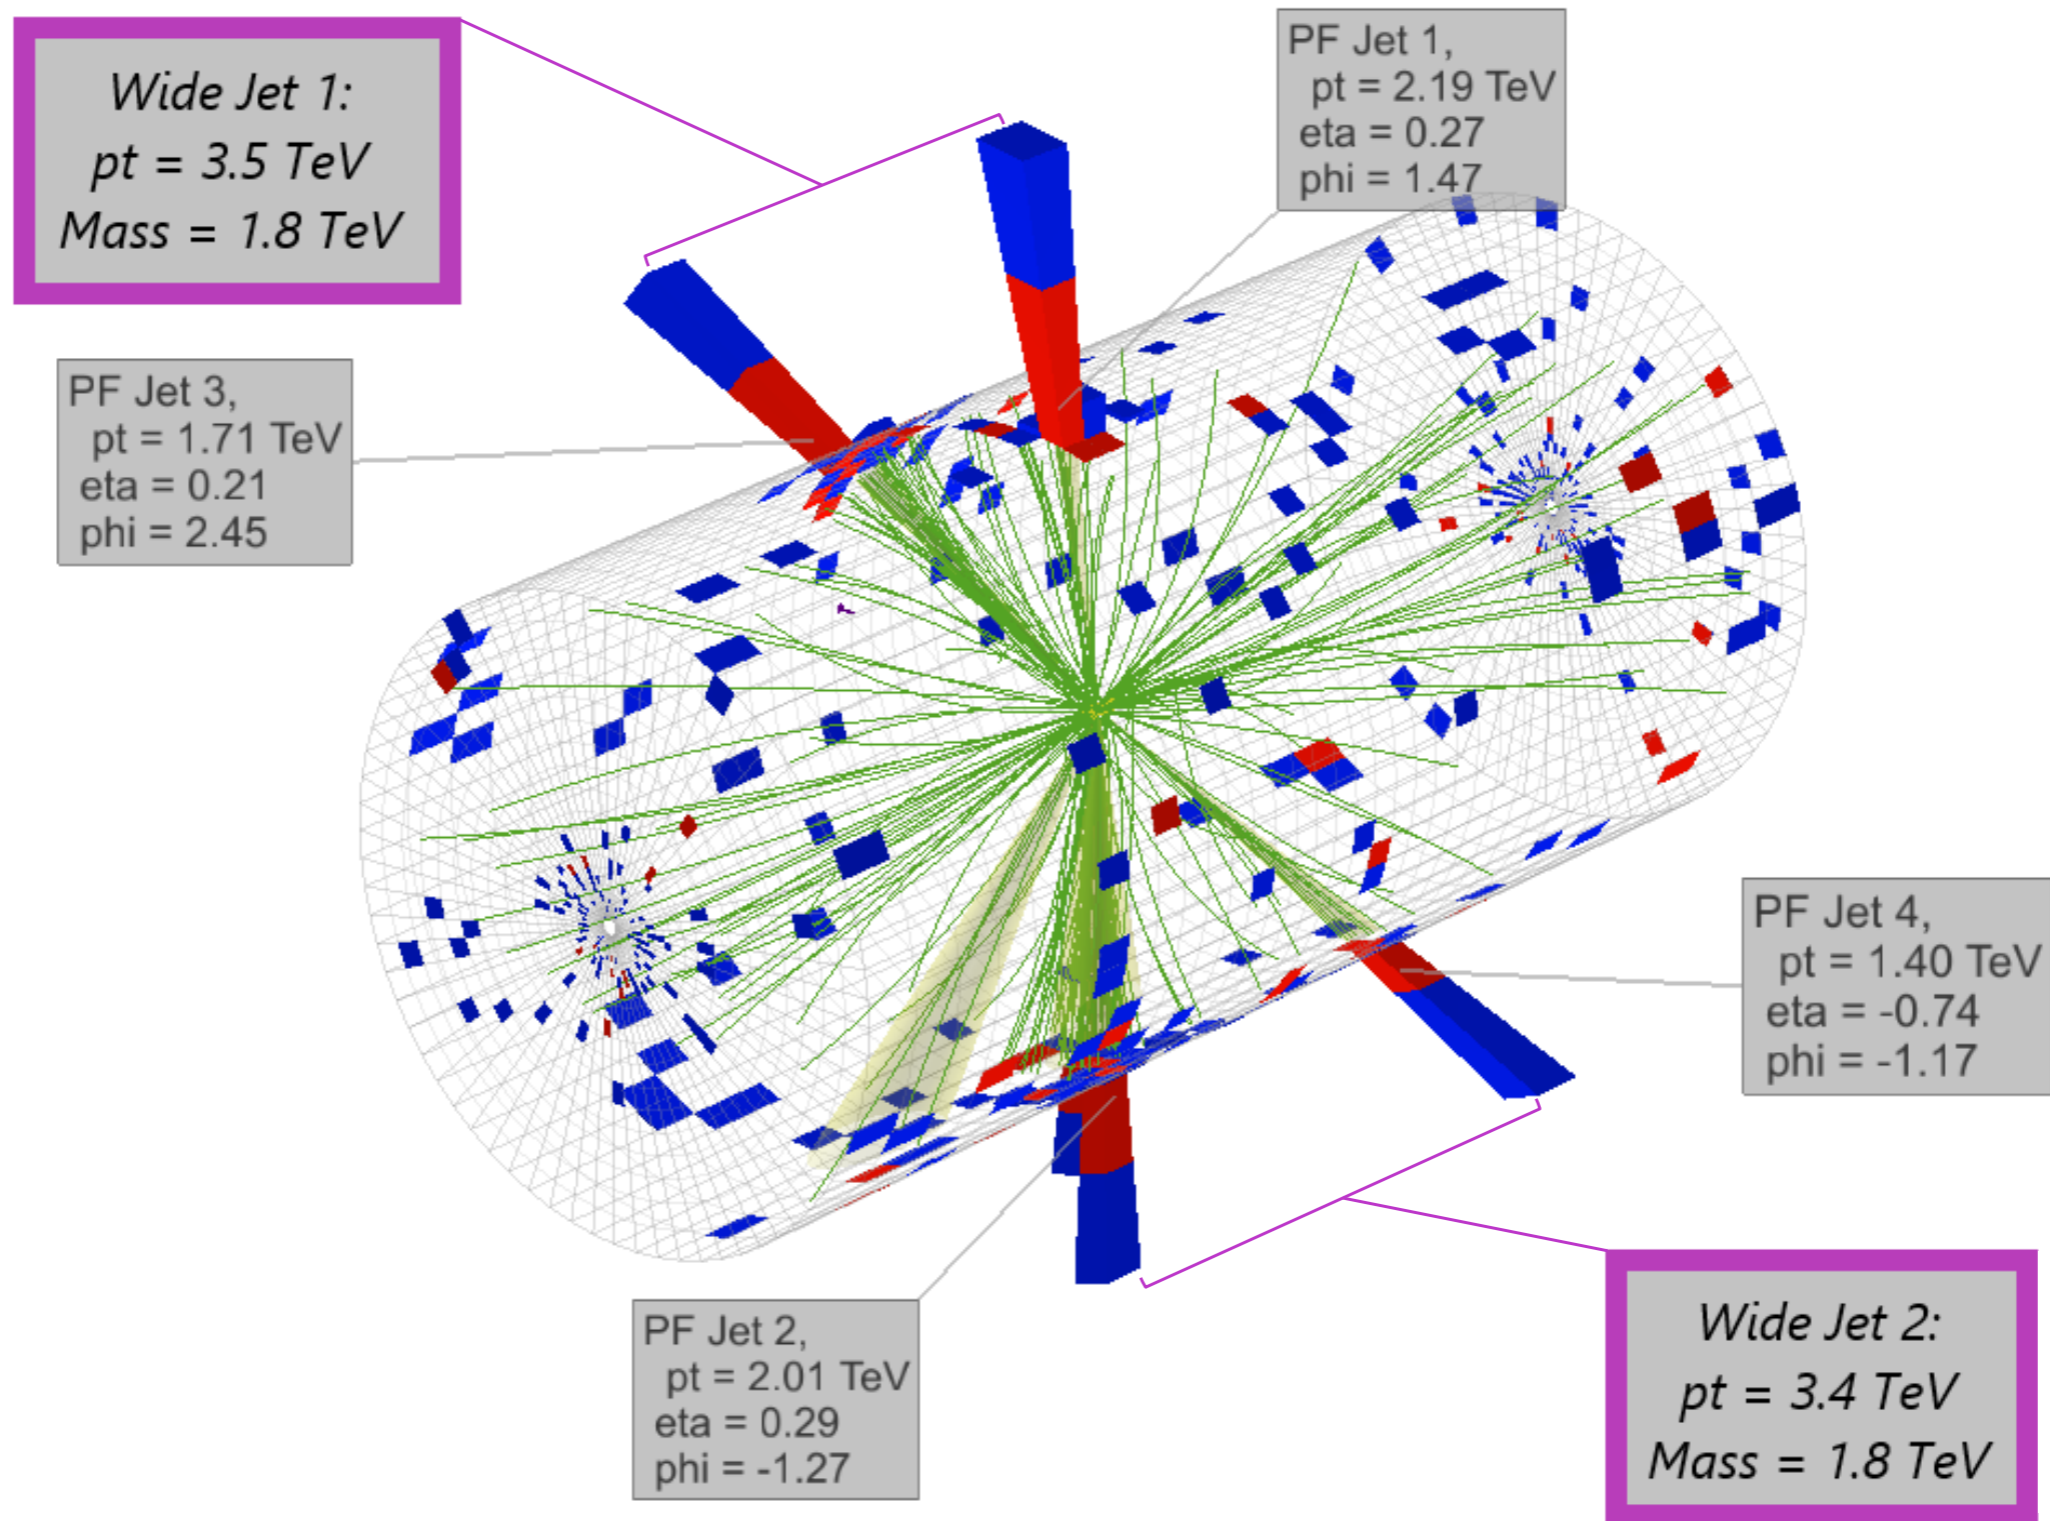 Wide Jet 1:
pt = 3.5 TeV
Mass = 1.8 TeV
PF Jet 1,
pt = 2.19 TeV
eta = 0.27
phi = 1.47
PF Jet 3,
pt = 1.71 TeV
eta = 0.21
phi = 2.45
PF Jet 4,
pt = 1.40 TeV
eta = -0.74
phi = -1.17
PF Jet 2,
pt = 2.01 TeV
eta = 0.29
phi = -1.27
Wide Jet 2:
pt = 3.4 TeV
Mass = 1.8 TeV